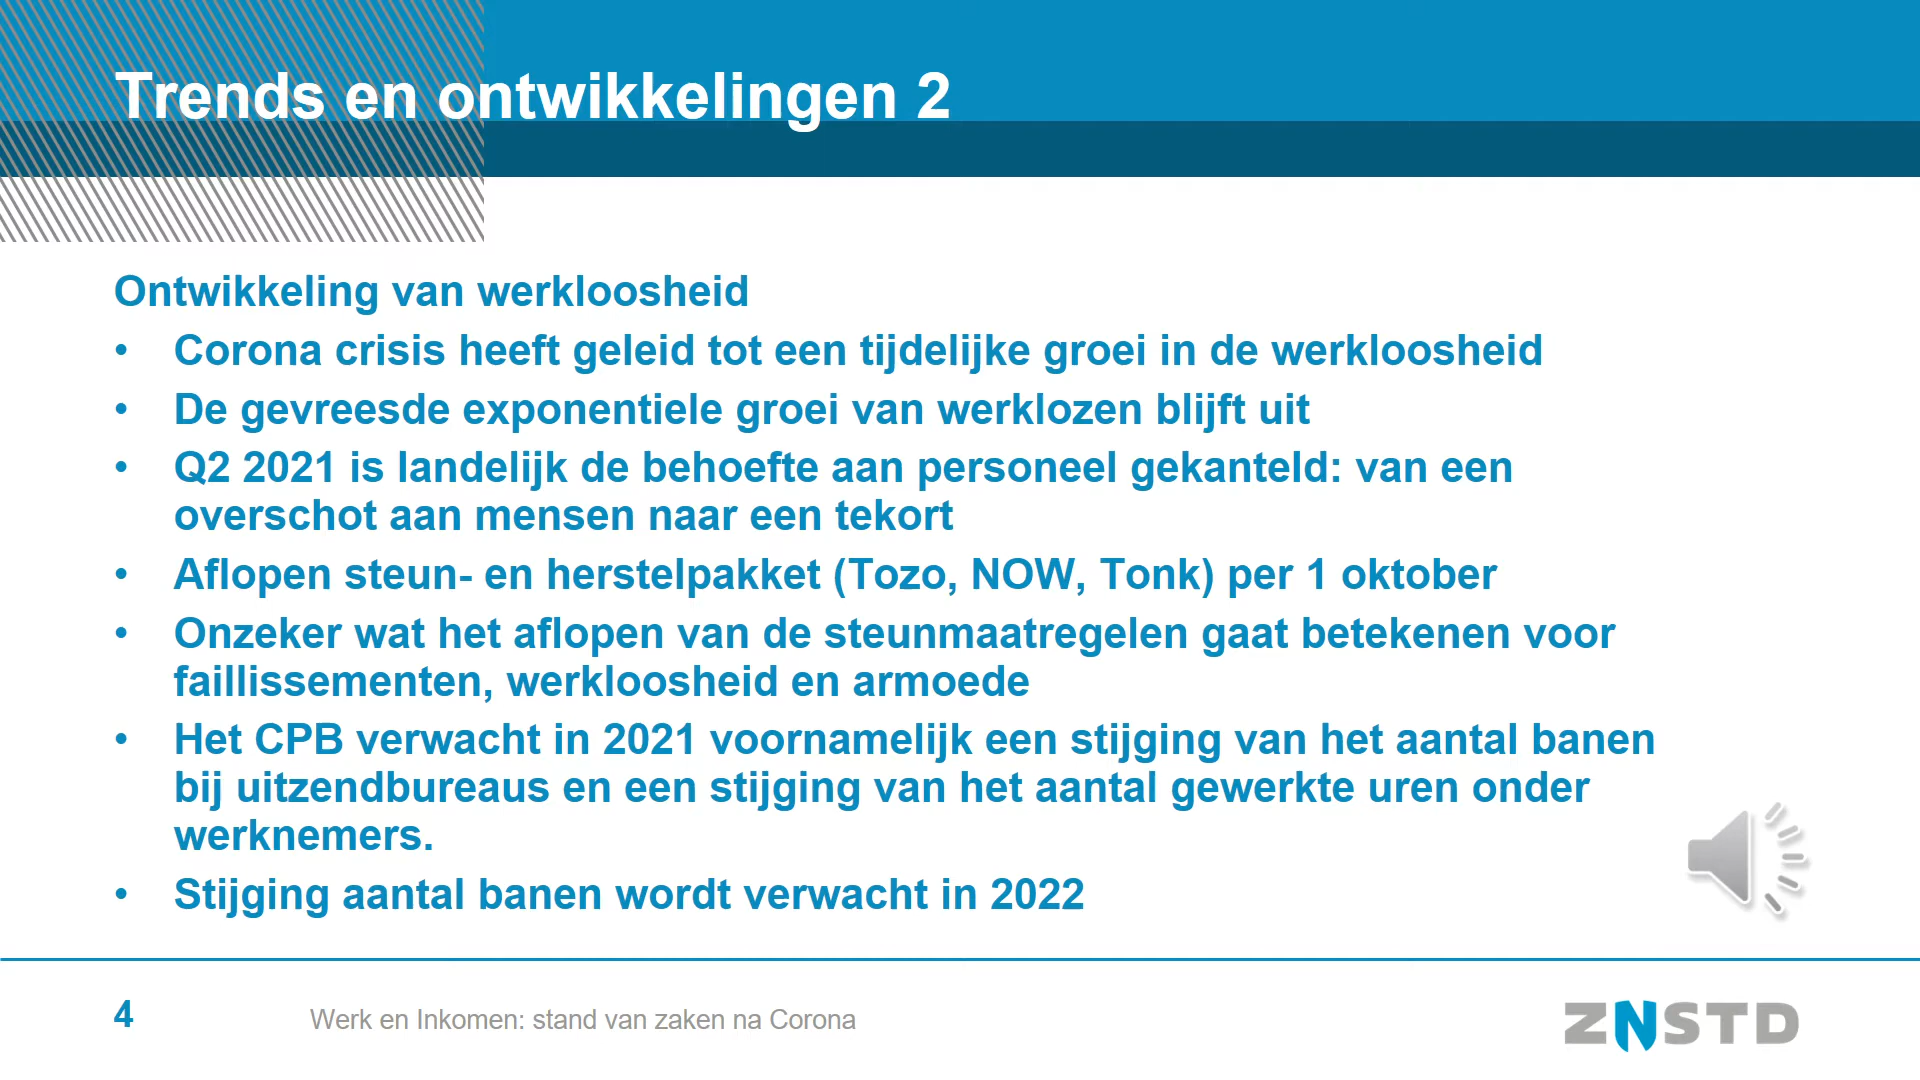 Trends en ontwikkelingen 2
Ontwikkeling van werkloosheid
• Corona crisis heeft geleid tot een tijdelijke groei in de werkloosheid
• De gevreesde exponentiele groei van werklozen blijft uit
• Q2 2021 is landelijk de behoefte aan personeel gekanteld: van een
overschot aan mensen naar een tekort
• Aflopen steun- en herstelpakket (Tozo, NOW, Tonk) per 1 oktober
• Onzeker wat het aflopen van de steunmaatregelen gaat betekenen voor
faillissementen, werkloosheid en armoede
• Het CPB verwacht in 2021 voornamelijk een stijging van het aantal banen
bij uitzendbureaus en een stijging van het aantal gewerkte uren onder
werknemers.
• Stijging aantal banen wordt verwacht in 2022
4
Werk en Inkomen: stand van zaken na Corona
ZNSTD